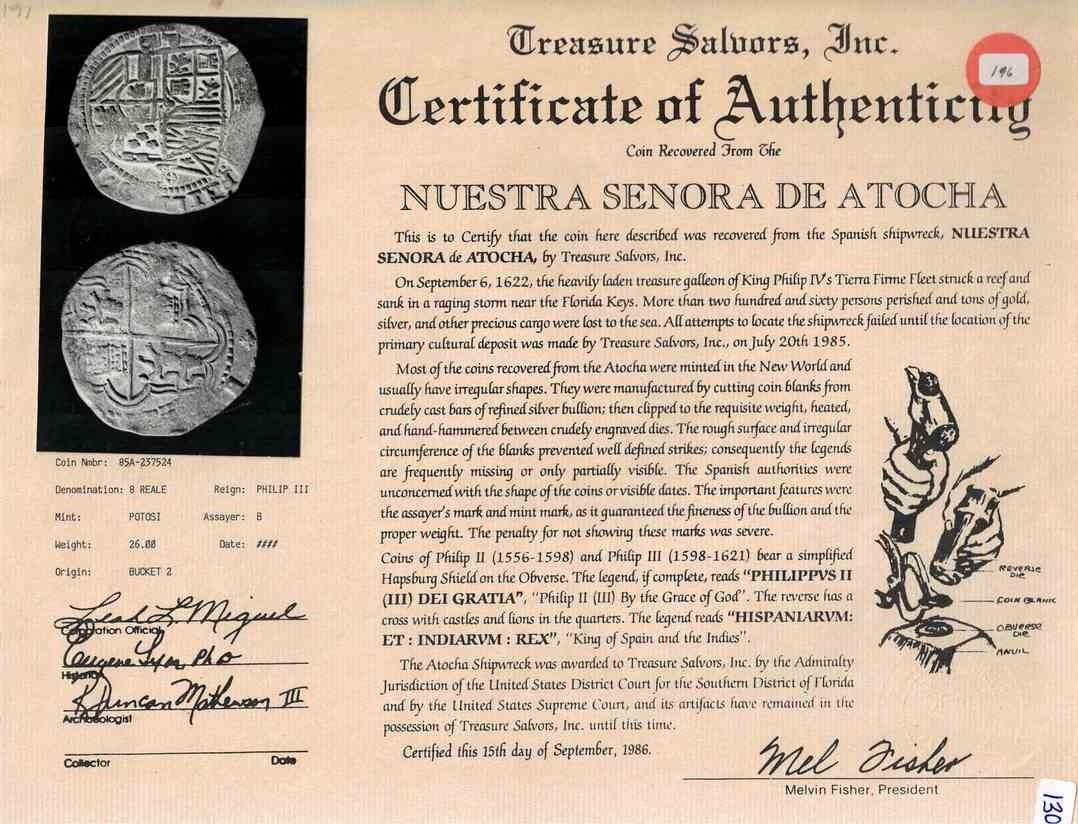 197
Treasure Salvors, Inc.
196
Certificate of Authenticity
Coin Recovered From The
NUESTRA SENORA DE ATOCHA
This is to Certify that the coin here described was recovered from the Spanish shipwreck, NUESTRA
SENORA de ATOCHA, by Treasure Salvors, Inc.
On September 6, 1622, the heavily laden treasure galleon of King Philip IV's Tierra Firme Fleet struck a reef and
sank in a raging storm near the Florida Keys. More than two hundred and sixty persons perished and tons of gold,
silver, and other precious cargo were lost to the sea. All attempts to locate the shipwreck failed until the location of the
primary cultural deposit was made by Treasure Salvors, Inc., on July 20th 1985.
Most of the coins recovered from the Atocha were minted in the New World and
usually have irregular shapes. They were manufactured by cutting coin blanks from
crudely cast bars of refined silver bullion; then clipped to the requisite weight, heated,
and hand-hammered between crudely engraved dies. The rough surface and irregular
circumference of the blanks prevented well defined strikes; consequently the legends
are frequently missing or only partially visible. The Spanish authorities were
unconcerned with the shape of the coins or visible dates. The important features were
the assayer's mark and mint mark, as it guaranteed the fineness of the bullion and the
proper weight. The penalty for not showing these marks was severe.
Coins of Philip II (1556-1598) and Philip III (1598-1621) bear a simplified
Hapsburg Shield on the Obverse. The legend, if complete, reads "PHILIPPVS II
(III) DEI GRATIA", "Philip II (III) By the Grace of God". The reverse has a
cross with castles and lions in the quarters. The legend reads "HISPANIARVM:
ET : INDIARVM : REX", "King of Spain and the Indies".
The Atocha Shipwreck was awarded to Treasure Salvors, Inc. by the Admiralty
Jurisdiction of the United States District Court for the Southern District of Florida
and by the United States Supreme Court, and its artifacts have remained in the
possession of Treasure Salvors, Inc. until this time.
Certified this 15th day of September, 1986.
REVERSE
DIE
COIN BLANK
OBVERSE
DIE
ANVIL
Coin Nmbr: 85A-237524
Denomination: 8 REALE Reign: PHILIP III
Mint: POTOSI Assayer: B
Weight: 26.00 Date: ####
Origin: BUCKET 2
Leah L Miguel
Corporation Official
Eugene Lyon, PhD
Historian
R Duncan Mathewson III
Archaeologist
Collector Date
Mel Fisher
Melvin Fisher, President
130